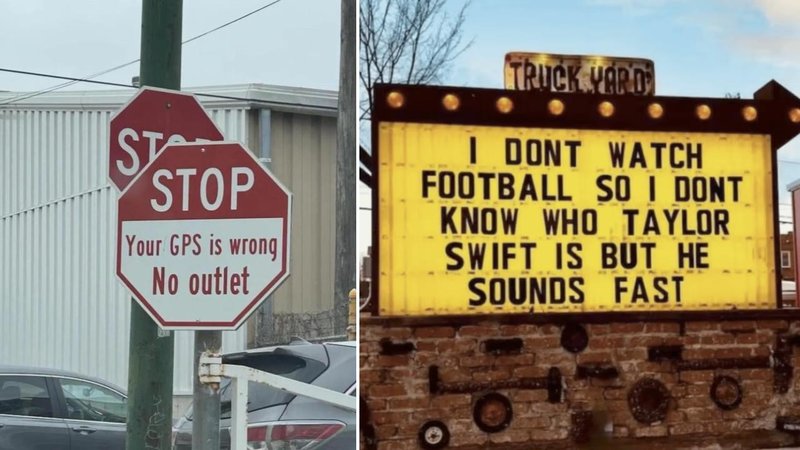 STOP
STOP
Your GPS is wrong
No outlet
TRUCK YARD
I DONT WATCH
FOOTBALL SO I DONT
KNOW WHO TAYLOR
SWIFT IS BUT HE
SOUNDS FAST